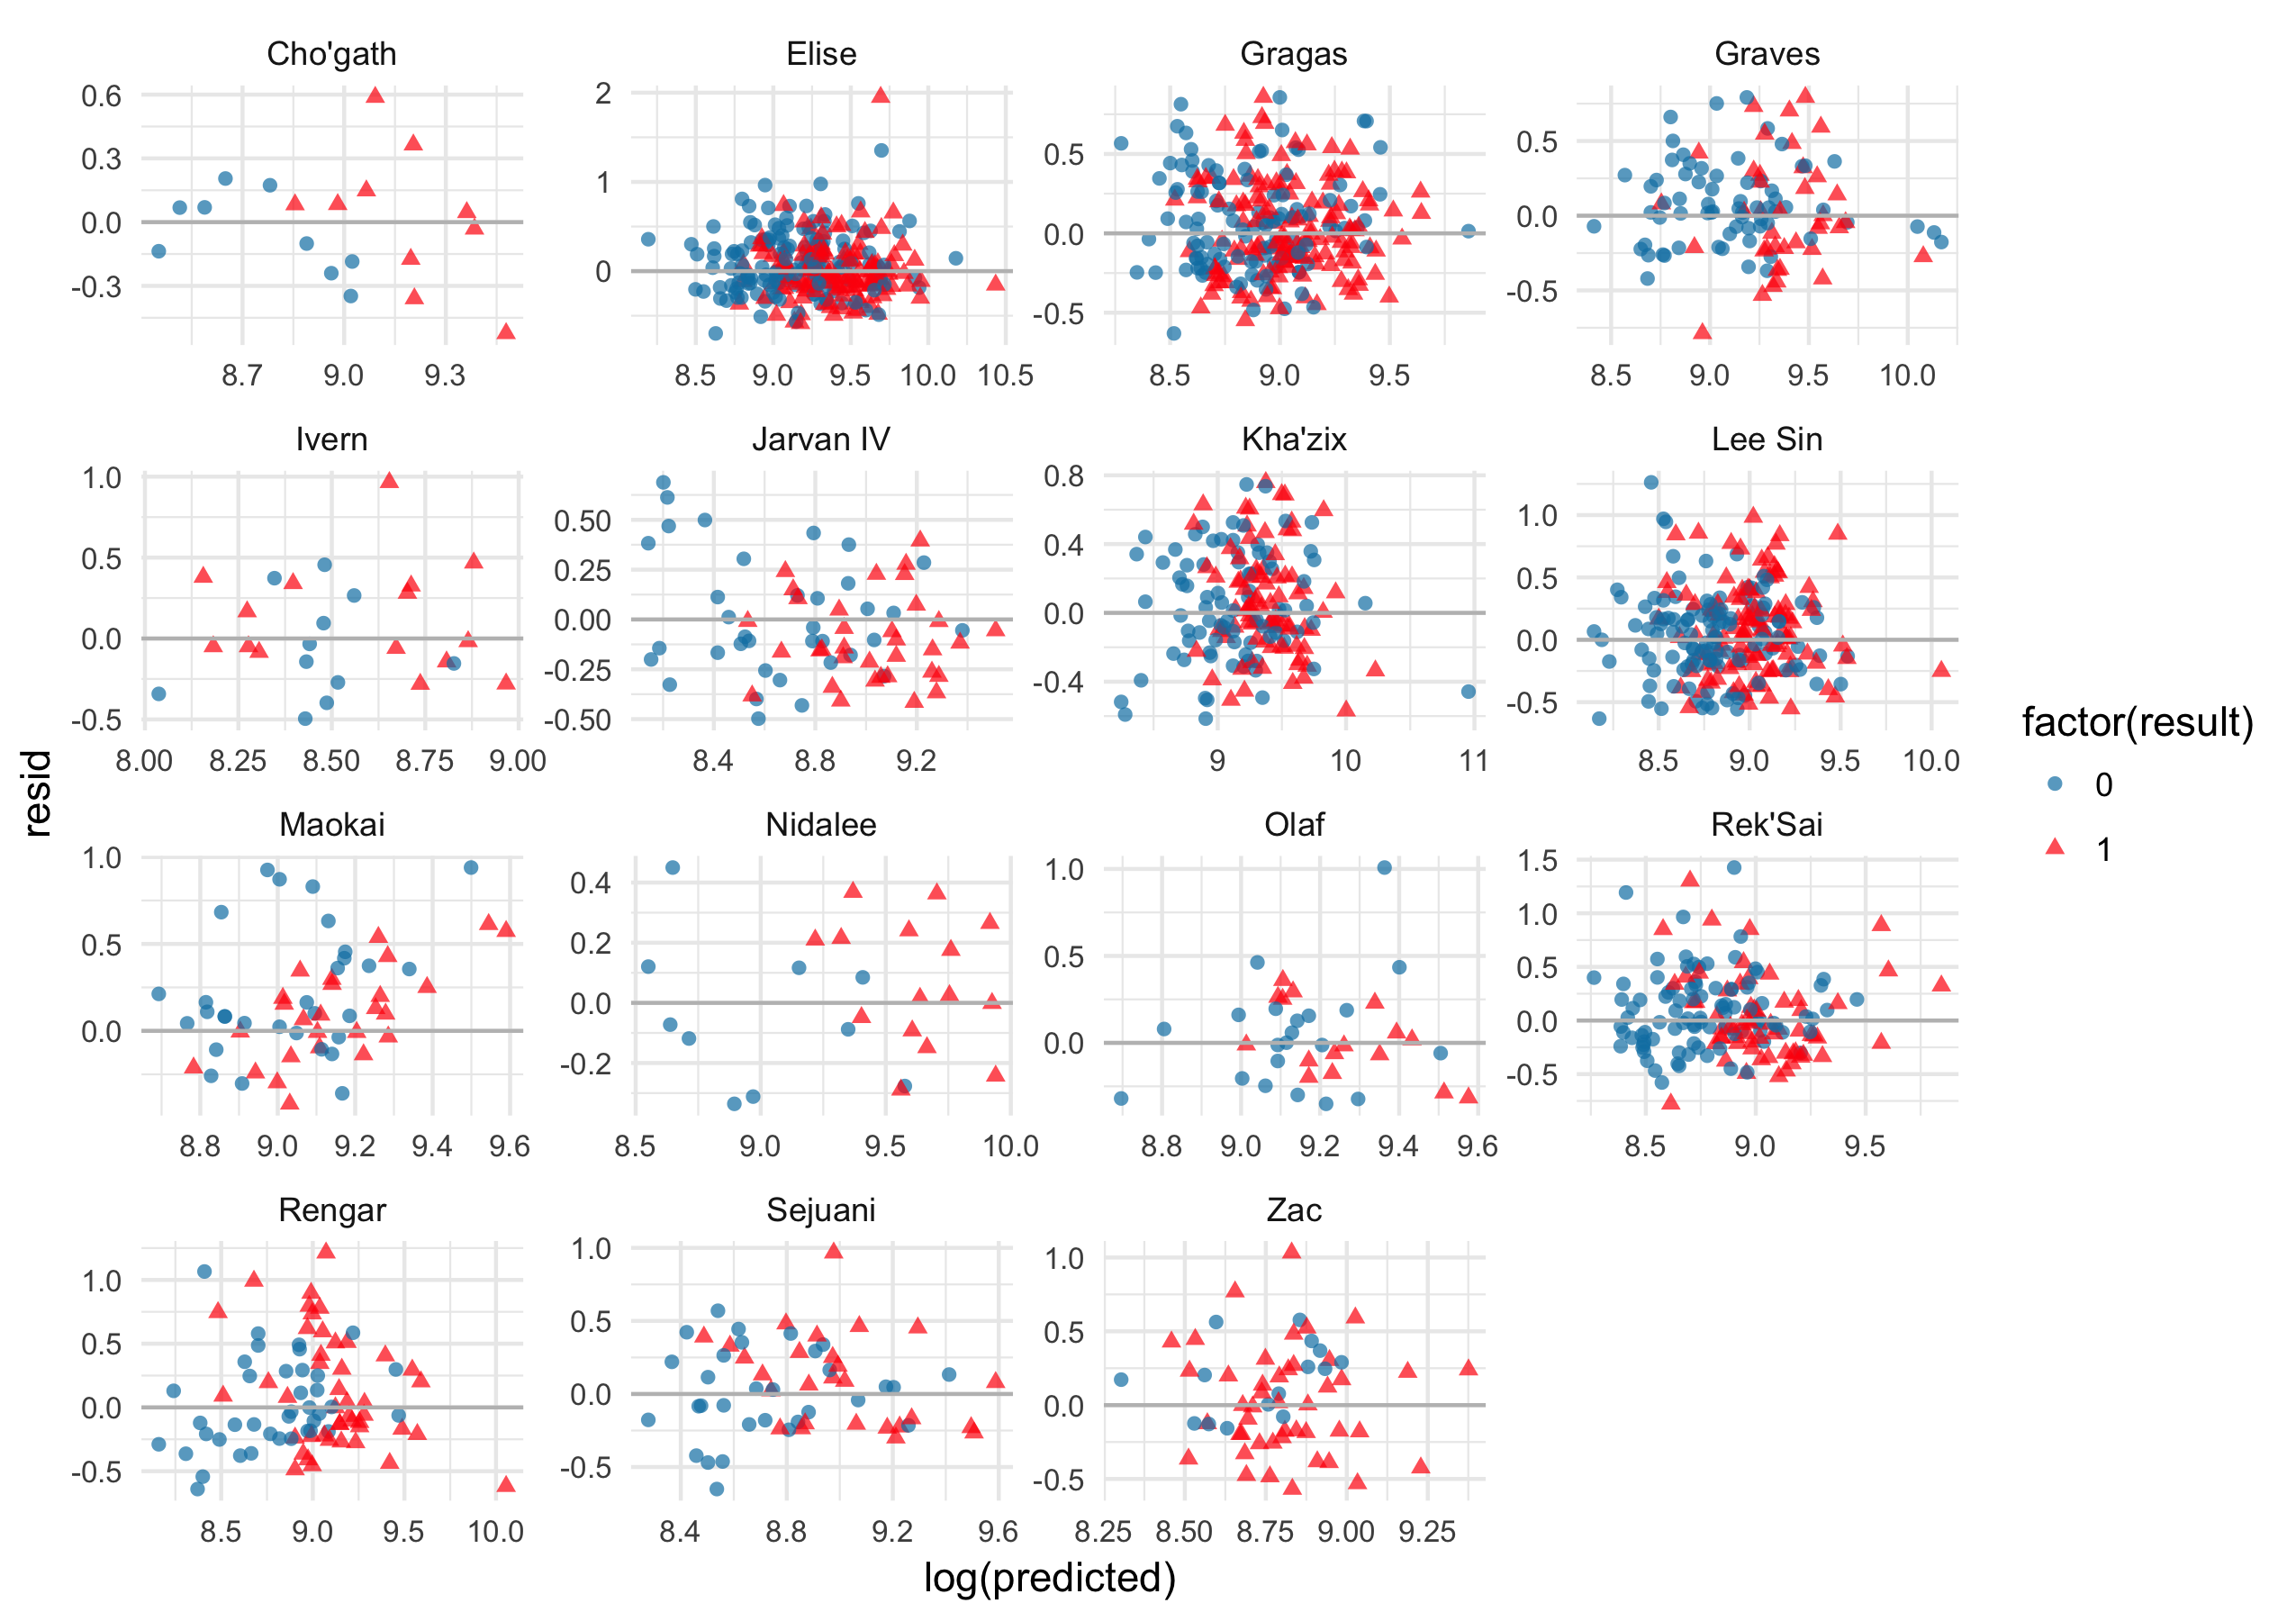 Cho'gath Elise Gragas Graves
0.6 0.3 0.0 -0.3
2 1 0
0.5 0.0 -0.5
0.5 0.0 -0.5
8.7 9.0 9.3 8.5 9.0 9.5 10.0 10.5 8.5 9.0 9.5 8.5 9.0 9.5 10.0
Ivern Jarvan IV Kha'zix Lee Sin
1.0 0.5 0.0 -0.5
0.50 0.25 0.00 -0.25 -0.50
0.8 0.4 0.0 -0.4
1.0 0.5 0.0 -0.5
8.00 8.25 8.50 8.75 9.00 8.4 8.8 9.2 9 10 11 8.5 9.0 9.5 10.0
Maokai Nidalee Olaf Rek'Sai
1.0 0.5 0.0
0.4 0.2 0.0 -0.2
1.0 0.5 0.0
1.5 1.0 0.5 0.0 -0.5
8.8 9.0 9.2 9.4 9.6 8.5 9.0 9.5 10.0 8.8 9.0 9.2 9.4 9.6 8.5 9.0 9.5
Rengar Sejuani Zac
1.0 0.5 0.0 -0.5
1.0 0.5 0.0 -0.5
1.0 0.5 0.0 -0.5
8.5 9.0 9.5 10.0 8.4 8.8 9.2 9.6 8.25 8.50 8.75 9.00 9.25
log(predicted)
resid
factor(result)
0
1